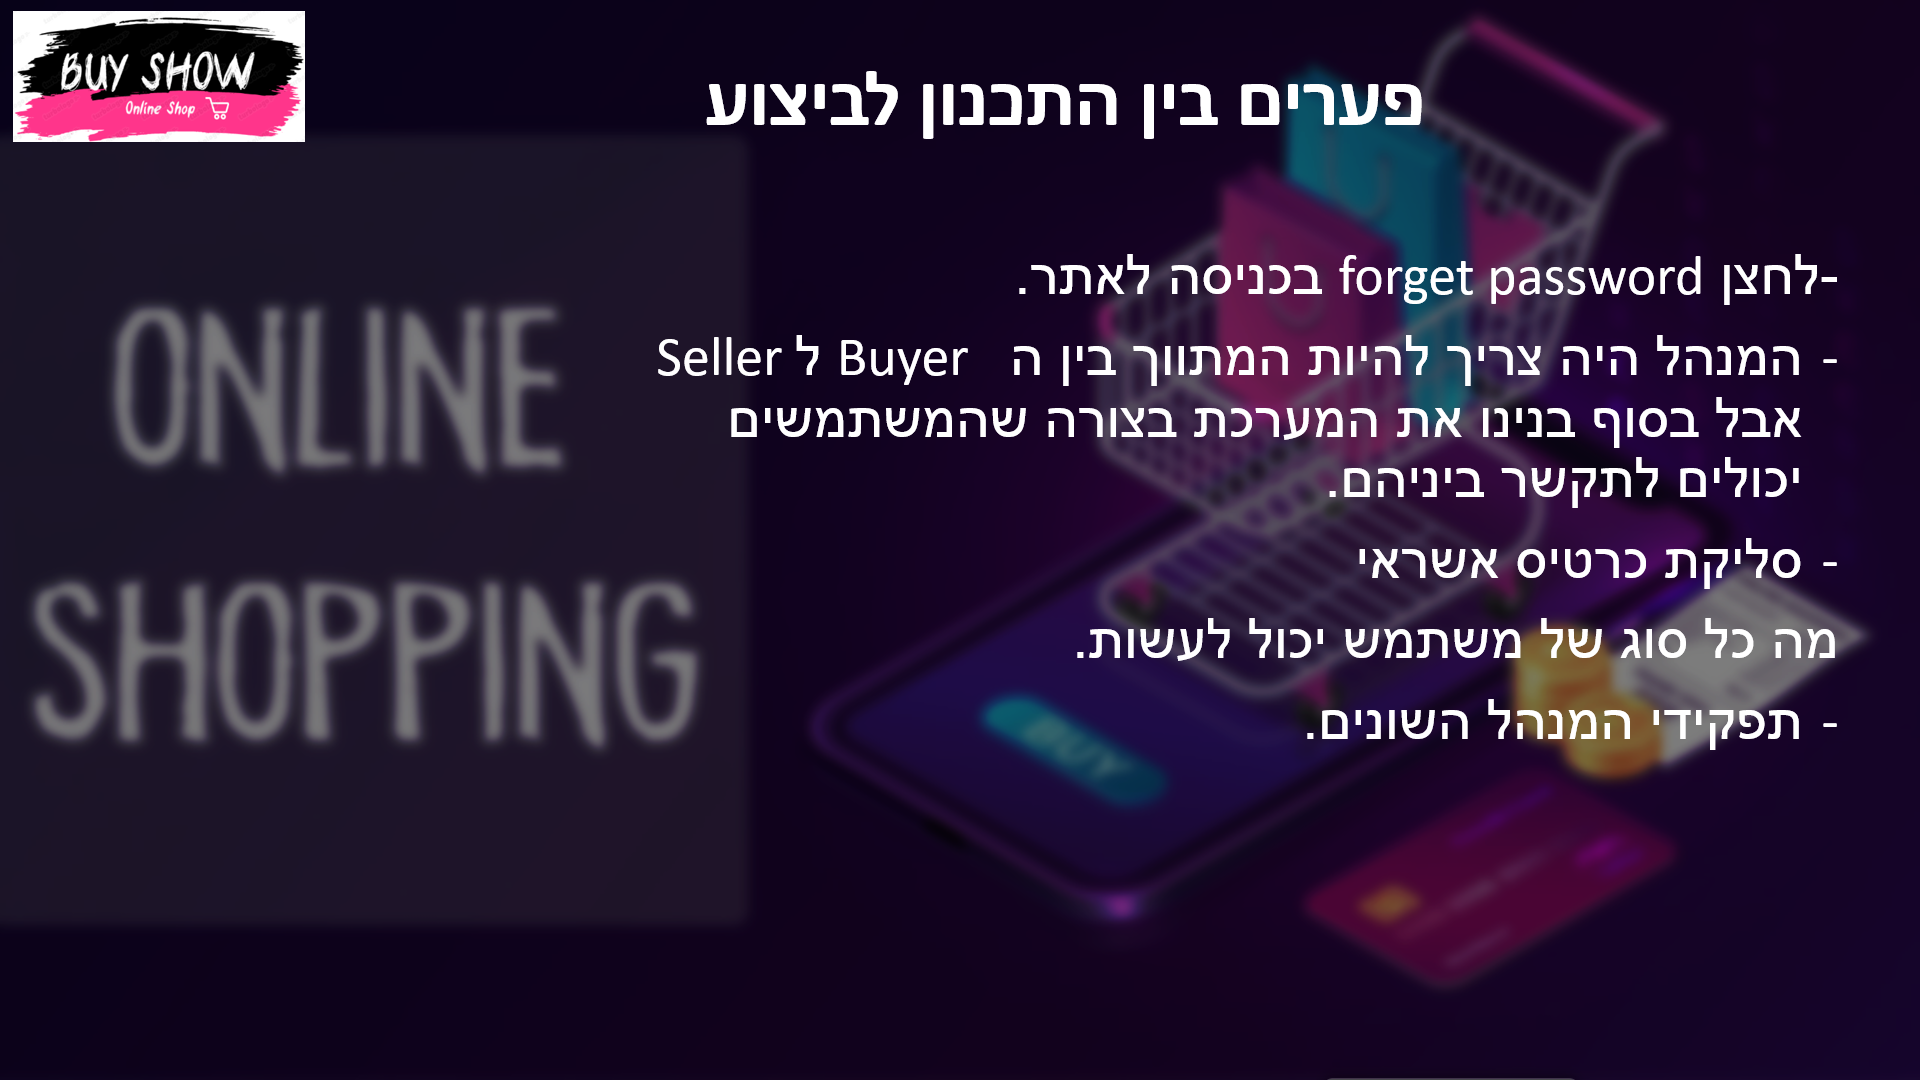 BUY SHOW
Online Shop
פערים בין התכנון לביצוע
-לחצן forget password בכניסה לאתר.
- המנהל היה צריך להיות המתווך בין ה   Buyer ל Seller
אבל בסוף בנינו את המערכת בצורה שהמשתמשים
יכולים לתקשר ביניהם.
- סליקת כרטיס אשראי
מה כל סוג של משתמש יכול לעשות.
- תפקידי המנהל השונים.
ONLINE
SHOPPING
BUY